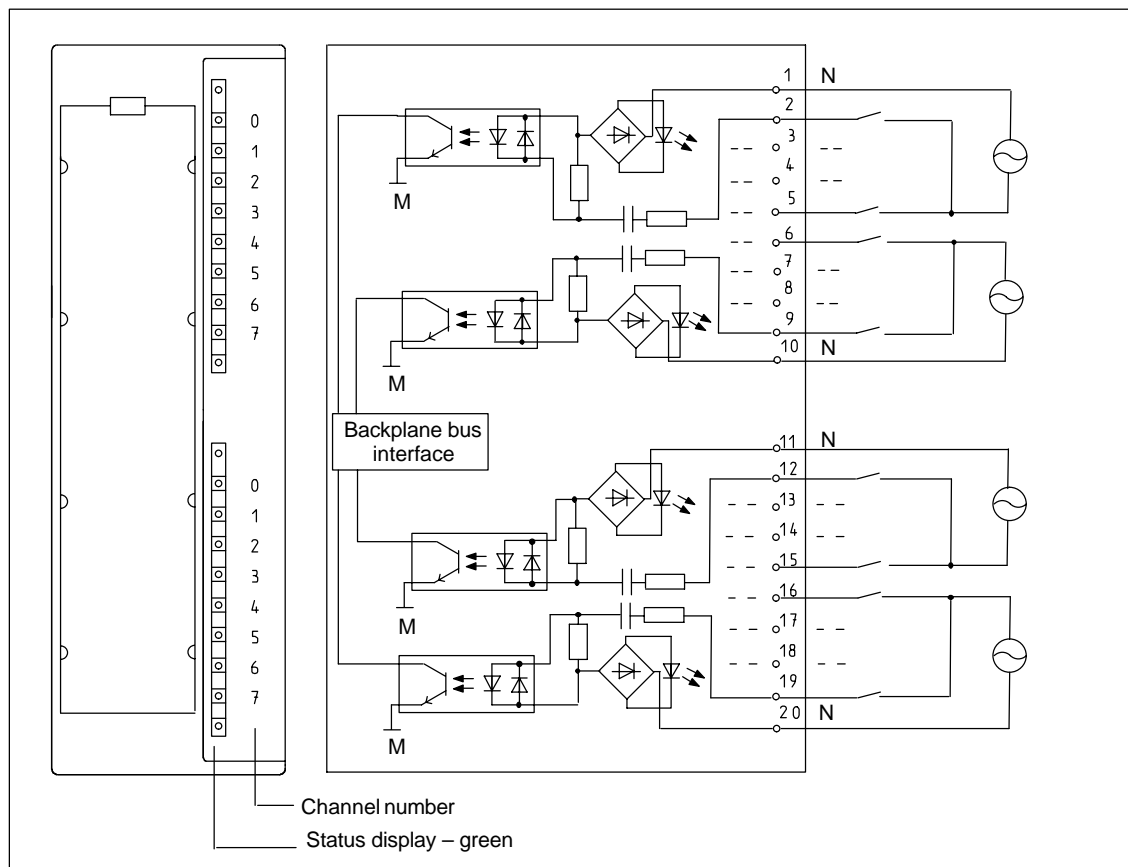 0
1
2
3
4
5
6
7
0
1
2
3
4
5
6
7
Channel number
Status display – green
M
M
Backplane bus
interface
M
M
1 N
2
3
4
5
6
7
8
9
10 N
11 N
12
13
14
15
16
17
18
19
20 N